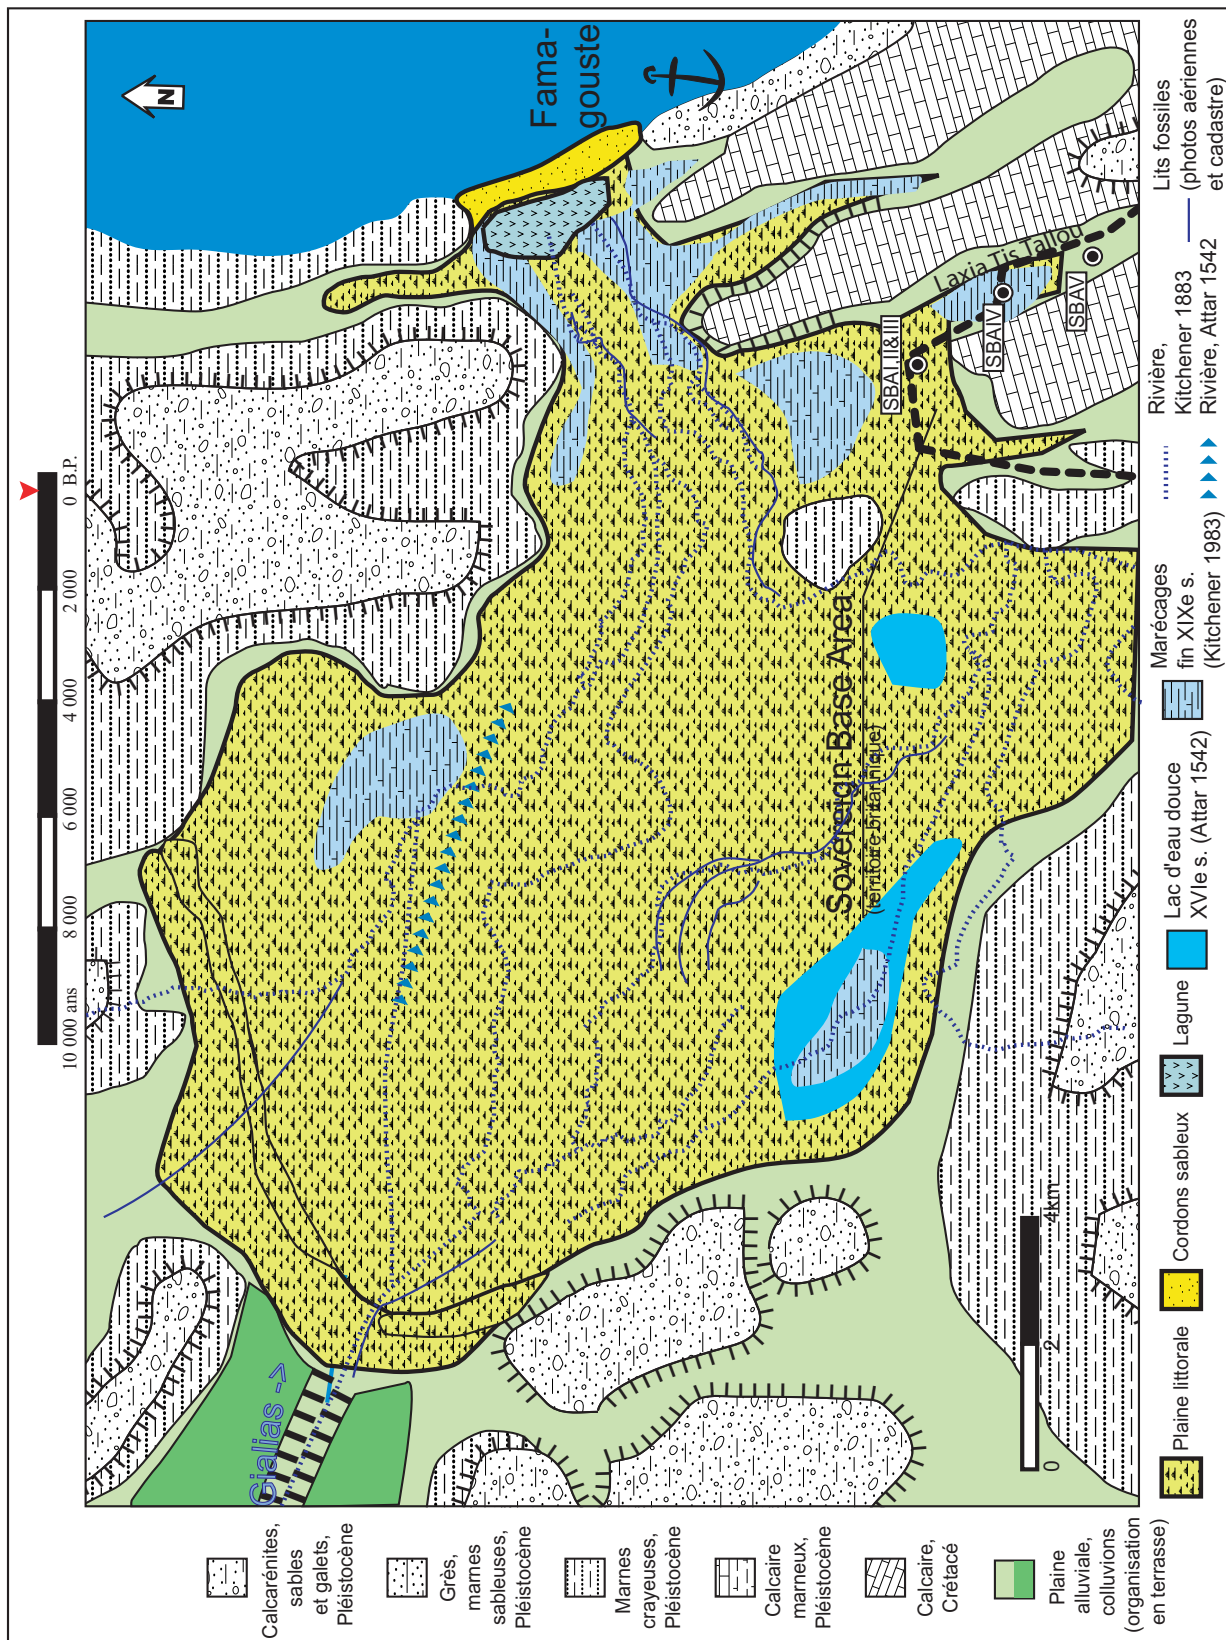 10 000 ans
8 000
6 000
4 000
2 000
0 B.P.
N
Fama-
gouste
Gialias ->
Sovereign Base Area
(territoire britannique)
Laxia Tis Tallou
SBAI,II&III
SBAIV
SBAV
0
2
4km
Calcarénites,
sables
et galets,
Pléistocène
Grès,
marnes
sableuses,
Pléistocène
Marnes
crayeuses,
Pléistocène
Calcaire
marneux,
Pléistocène
Calcaire,
Crétacé
Plaine
alluviale,
colluvions
(organisation
en terrasse)
Plaine littorale
Cordons sableux
Lagune
Lac d'eau douce
XVIe s. (Attar 1542)
Marécages
fin XIXe s.
(Kitchener 1983)
Rivière,
Kitchener 1883
Rivière, Attar 1542
Lits fossiles
(photos aériennes
et cadastre)